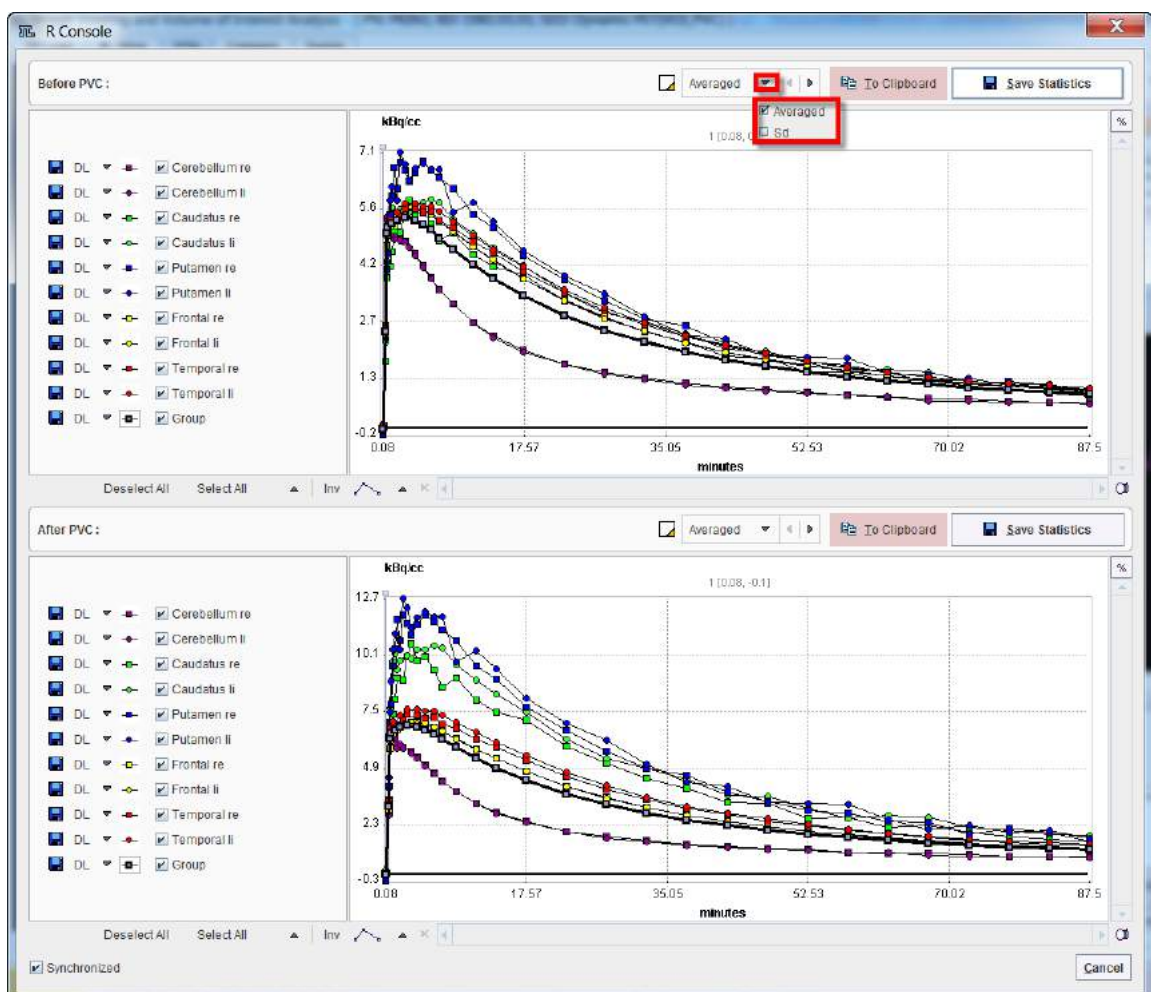 R Console
Before PVC :
Averaged
To Clipboard
Save Statistics
Averaged
Sd
kBq/cc
1 [0.08,
%
7.1
5.6
4.2
2.7
1.3
-0.2
0.08 17.57 35.05 52.53 70.02 87.5
minutes
DL Cerebellum re
DL Cerebellum li
DL Caudatus re
DL Caudatus li
DL Putamen re
DL Putamen li
DL Frontal re
DL Frontal li
DL Temporal re
DL Temporal li
DL Group
Deselect All Select All Inv
After PVC :
Averaged
To Clipboard
Save Statistics
kBq/cc
1 [0.08, -0.1]
%
12.7
10.1
7.5
4.9
2.3
-0.3
0.08 17.57 35.05 52.53 70.02 87.5
minutes
DL Cerebellum re
DL Cerebellum li
DL Caudatus re
DL Caudatus li
DL Putamen re
DL Putamen li
DL Frontal re
DL Frontal li
DL Temporal re
DL Temporal li
DL Group
Deselect All Select All Inv
Synchronized
Cancel